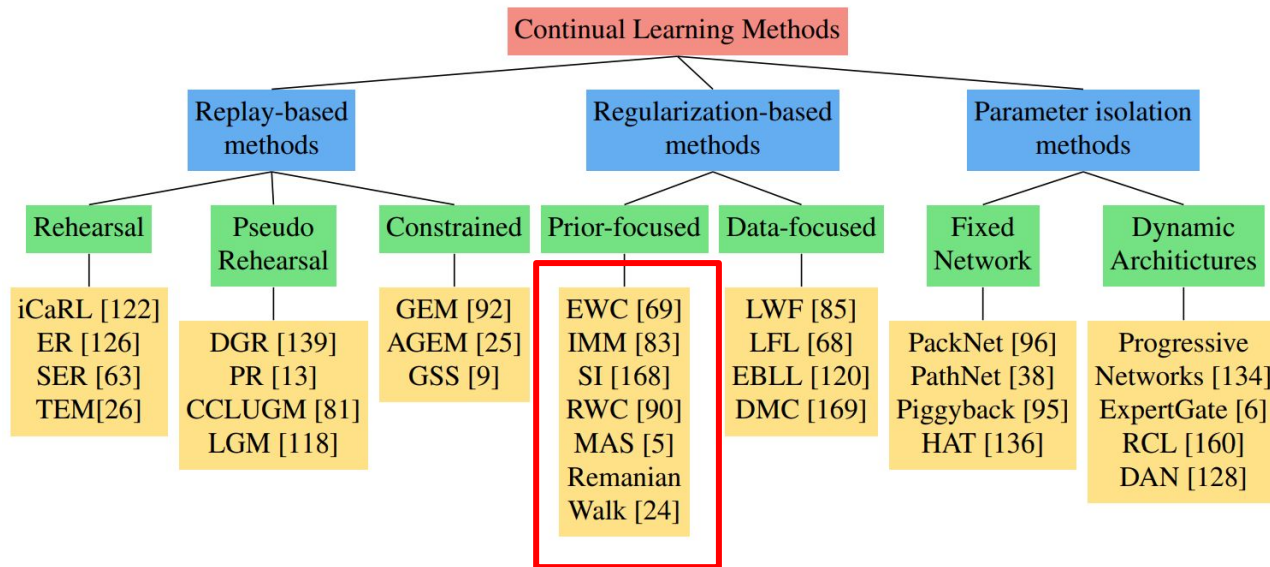 Continual Learning Methods
Replay-based
methods
Regularization-based
methods
Parameter isolation
methods
Rehearsal
Pseudo
Rehearsal
Constrained
Prior-focused
Data-focused
Fixed
Network
Dynamic
Architictures
iCaRL [122]
ER [126]
SER [63]
TEM[26]
DGR [139]
PR [13]
CCLUGM [81]
LGM [118]
GEM [92]
AGEM [25]
GSS [9]
EWC [69]
IMM [83]
SI [168]
RWC [90]
MAS [5]
Remanian
Walk [24]
LWF [85]
LFL [68]
EBLL [120]
DMC [169]
PackNet [96]
PathNet [38]
Piggyback [95]
HAT [136]
Progressive
Networks [134]
ExpertGate [6]
RCL [160]
DAN [128]